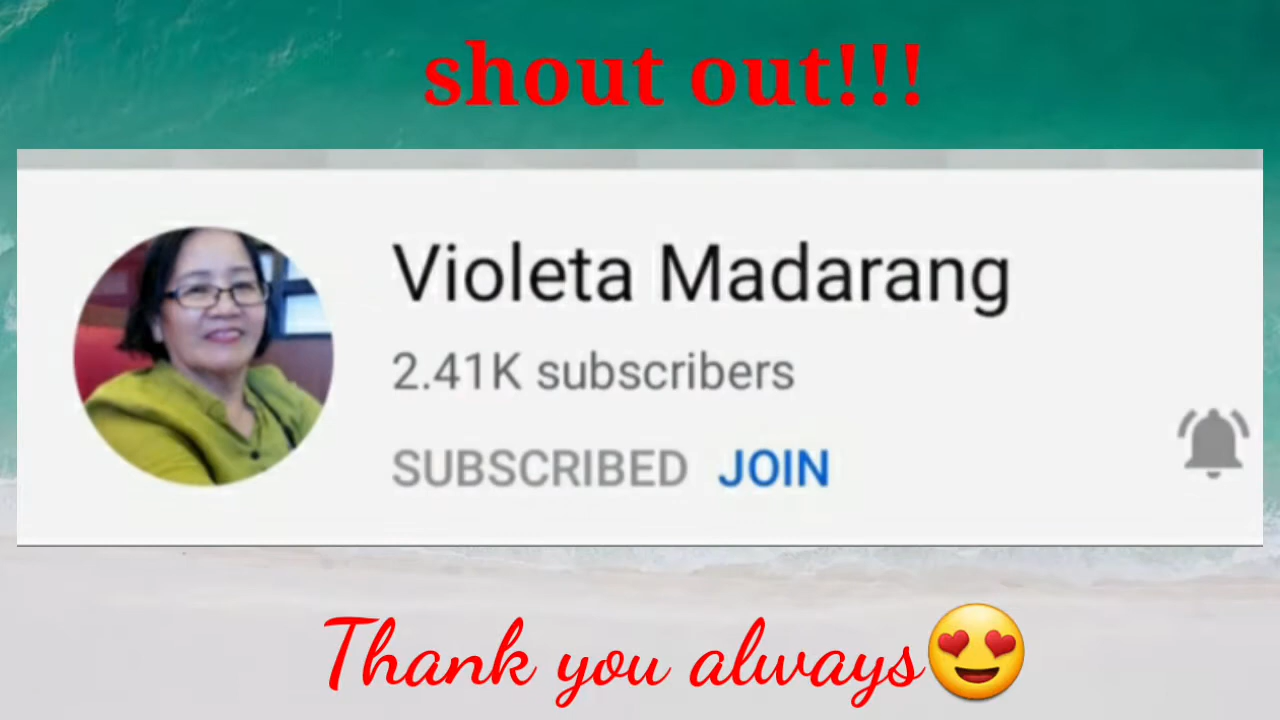 shout out!!!
Violeta Madarang
2.41K subscribers
SUBSCRIBED JOIN
Thank you always😍